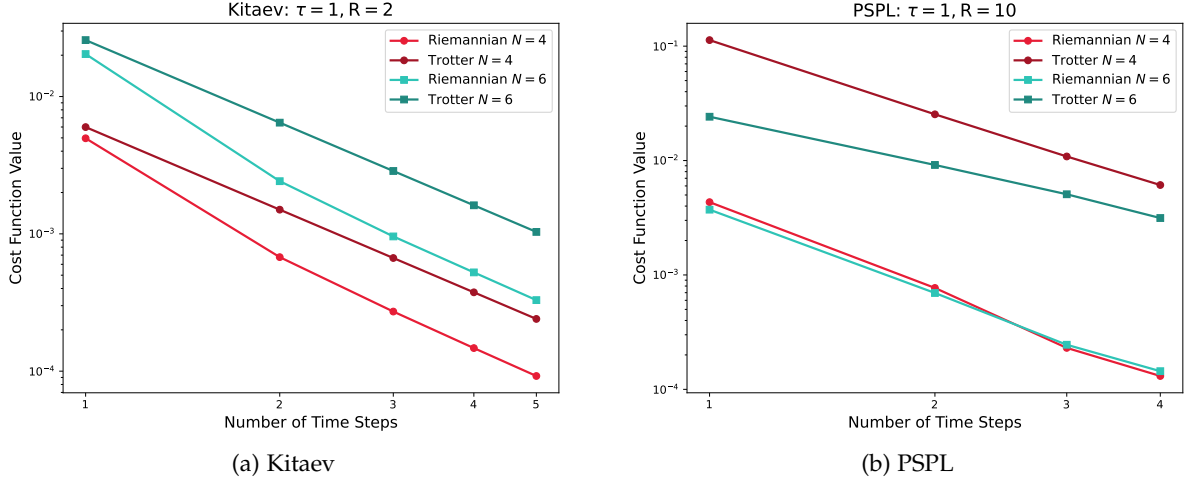 Kitaev: τ = 1, R = 2
Cost Function Value
10⁻²
10⁻³
10⁻⁴
Riemannian N = 4
Trotter N = 4
Riemannian N = 6
Trotter N = 6
1 2 3 4 5
Number of Time Steps
(a) Kitaev
PSPL: τ = 1, R = 10
Cost Function Value
10⁻¹
10⁻²
10⁻³
10⁻⁴
Riemannian N = 4
Trotter N = 4
Riemannian N = 6
Trotter N = 6
1 2 3 4
Number of Time Steps
(b) PSPL